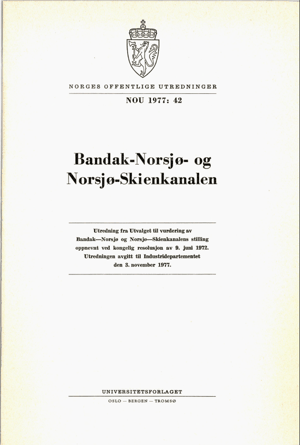 NORGES OFFENTLIGE UTREDNINGER
NOU 1977: 42
Bandak-Norsjø- og
Norsjø-Skienkanalen
Utredning fra Utvalget til vurdering av
Bandak—Norsjø og Norsjø—Skienkanalens stilling
oppnevnt ved kongelig resolusjon av 9. juni 1972.
Utredningen avgitt til Industridepartementet
den 3. november 1977.
UNIVERSITETSFORLAGET
OSLO – BERGEN – TROMSØ